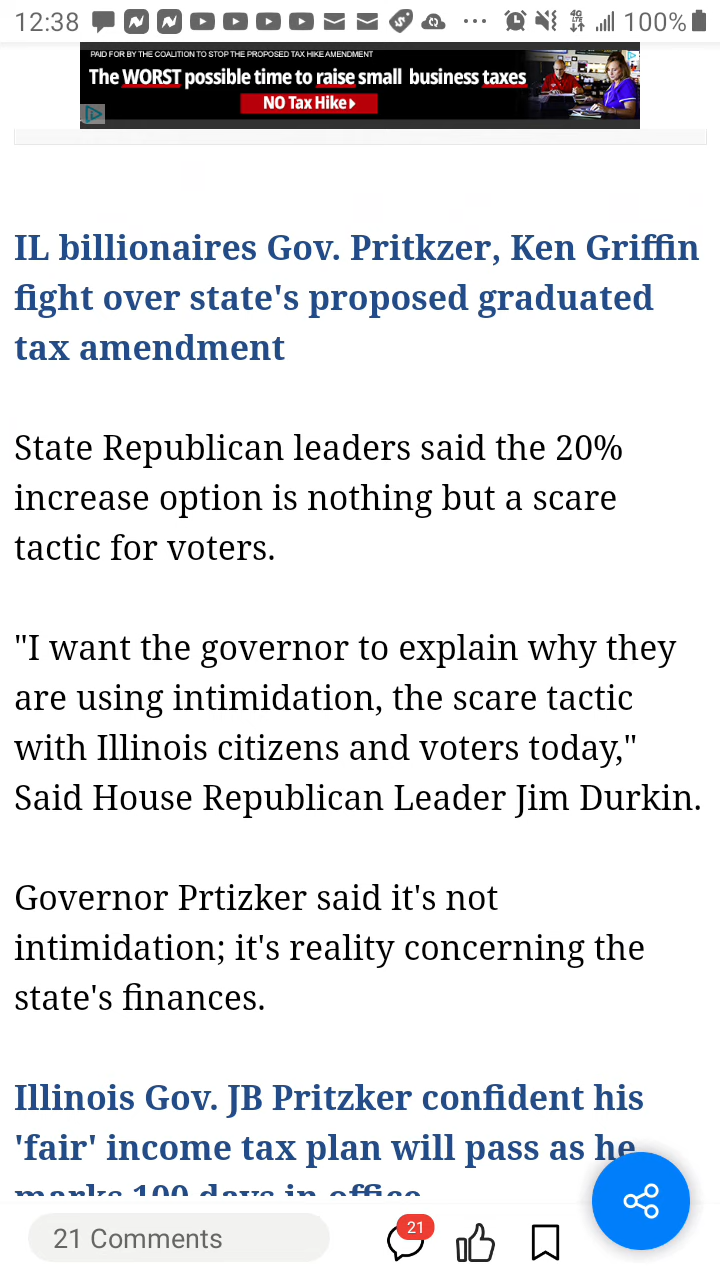 12:38
100%
PAID FOR BY THE COALITION TO STOP THE PROPOSED TAX HIKE AMENDMENT
The WORST possible time to raise small business taxes
NO Tax Hike
IL billionaires Gov. Pritkzer, Ken Griffin
fight over state's proposed graduated
tax amendment
State Republican leaders said the 20%
increase option is nothing but a scare
tactic for voters.
"I want the governor to explain why they
are using intimidation, the scare tactic
with Illinois citizens and voters today,"
Said House Republican Leader Jim Durkin.
Governor Prtizker said it's not
intimidation; it's reality concerning the
state's finances.
Illinois Gov. JB Pritzker confident his
'fair' income tax plan will pass as he
marks 100 days in office
21 Comments
21